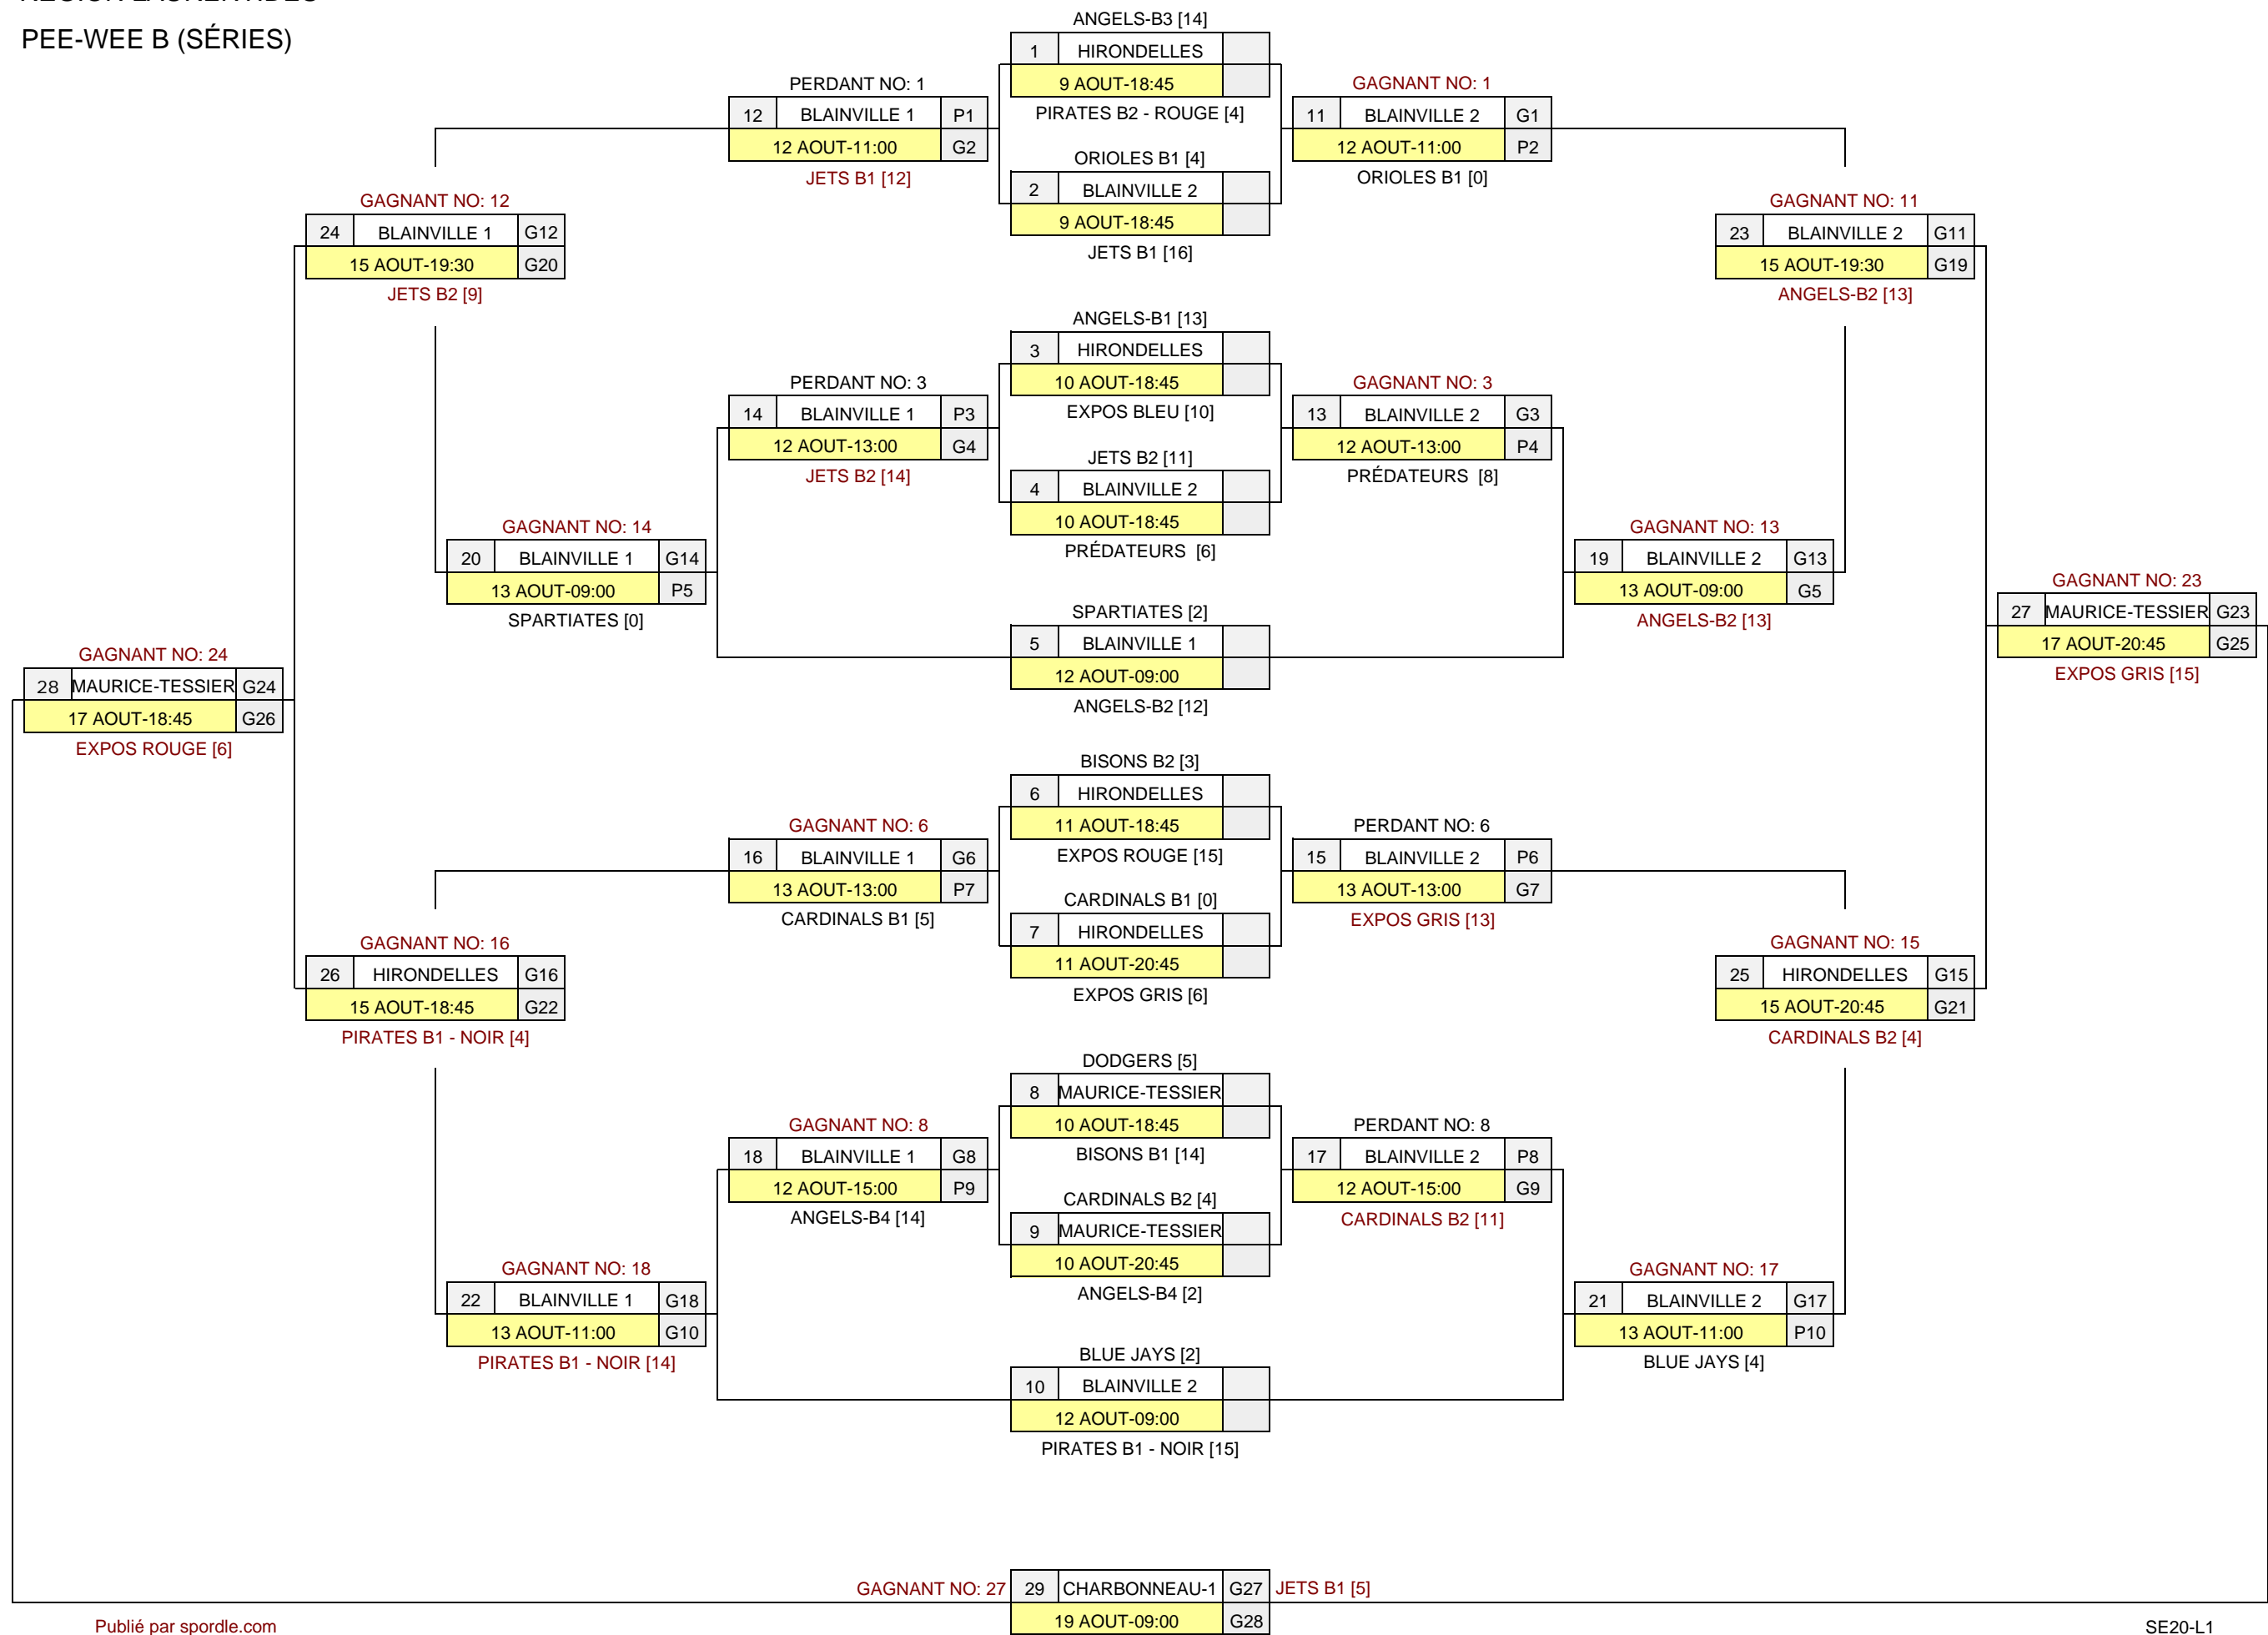 PEE-WEE B (SÉRIES)
ANGELS-B3 [14]
1 HIRONDELLES
9 AOUT-18:45
PIRATES B2 - ROUGE [4]
PERDANT NO: 1
12 BLAINVILLE 1 P1
12 AOUT-11:00 G2
JETS B1 [12]
GAGNANT NO: 1
11 BLAINVILLE 2 G1
12 AOUT-11:00 P2
ORIOLES B1 [0]
ORIOLES B1 [4]
2 BLAINVILLE 2
9 AOUT-18:45
JETS B1 [16]
GAGNANT NO: 12
24 BLAINVILLE 1 G12
15 AOUT-19:30 G20
JETS B2 [9]
GAGNANT NO: 11
23 BLAINVILLE 2 G11
15 AOUT-19:30 G19
ANGELS-B2 [13]
ANGELS-B1 [13]
3 HIRONDELLES
10 AOUT-18:45
EXPOS BLEU [10]
PERDANT NO: 3
14 BLAINVILLE 1 P3
12 AOUT-13:00 G4
JETS B2 [14]
GAGNANT NO: 3
13 BLAINVILLE 2 G3
12 AOUT-13:00 P4
PRÉDATEURS [8]
JETS B2 [11]
4 BLAINVILLE 2
10 AOUT-18:45
PRÉDATEURS [6]
GAGNANT NO: 14
20 BLAINVILLE 1 G14
13 AOUT-09:00 P5
SPARTIATES [0]
GAGNANT NO: 13
19 BLAINVILLE 2 G13
13 AOUT-09:00 G5
ANGELS-B2 [13]
SPARTIATES [2]
5 BLAINVILLE 1
12 AOUT-09:00
ANGELS-B2 [12]
GAGNANT NO: 23
27 MAURICE-TESSIER G23
17 AOUT-20:45 G25
EXPOS GRIS [15]
GAGNANT NO: 24
28 MAURICE-TESSIER G24
17 AOUT-18:45 G26
EXPOS ROUGE [6]
BISONS B2 [3]
6 HIRONDELLES
11 AOUT-18:45
EXPOS ROUGE [15]
GAGNANT NO: 6
16 BLAINVILLE 1 G6
13 AOUT-13:00 P7
CARDINALS B1 [5]
PERDANT NO: 6
15 BLAINVILLE 2 P6
13 AOUT-13:00 G7
EXPOS GRIS [13]
CARDINALS B1 [0]
7 HIRONDELLES
11 AOUT-20:45
EXPOS GRIS [6]
GAGNANT NO: 16
26 HIRONDELLES G16
15 AOUT-18:45 G22
PIRATES B1 - NOIR [4]
GAGNANT NO: 15
25 HIRONDELLES G15
15 AOUT-20:45 G21
CARDINALS B2 [4]
DODGERS [5]
8 MAURICE-TESSIER
10 AOUT-18:45
BISONS B1 [14]
GAGNANT NO: 8
18 BLAINVILLE 1 G8
12 AOUT-15:00 P9
ANGELS-B4 [14]
PERDANT NO: 8
17 BLAINVILLE 2 P8
12 AOUT-15:00 G9
CARDINALS B2 [11]
CARDINALS B2 [4]
9 MAURICE-TESSIER
10 AOUT-20:45
ANGELS-B4 [2]
GAGNANT NO: 18
22 BLAINVILLE 1 G18
13 AOUT-11:00 G10
PIRATES B1 - NOIR [14]
GAGNANT NO: 17
21 BLAINVILLE 2 G17
13 AOUT-11:00 P10
BLUE JAYS [4]
BLUE JAYS [2]
10 BLAINVILLE 2
12 AOUT-09:00
PIRATES B1 - NOIR [15]
GAGNANT NO: 27 29 CHARBONNEAU-1 G27 JETS B1 [5]
19 AOUT-09:00 G28
Publié par spordle.com
SE20-L1